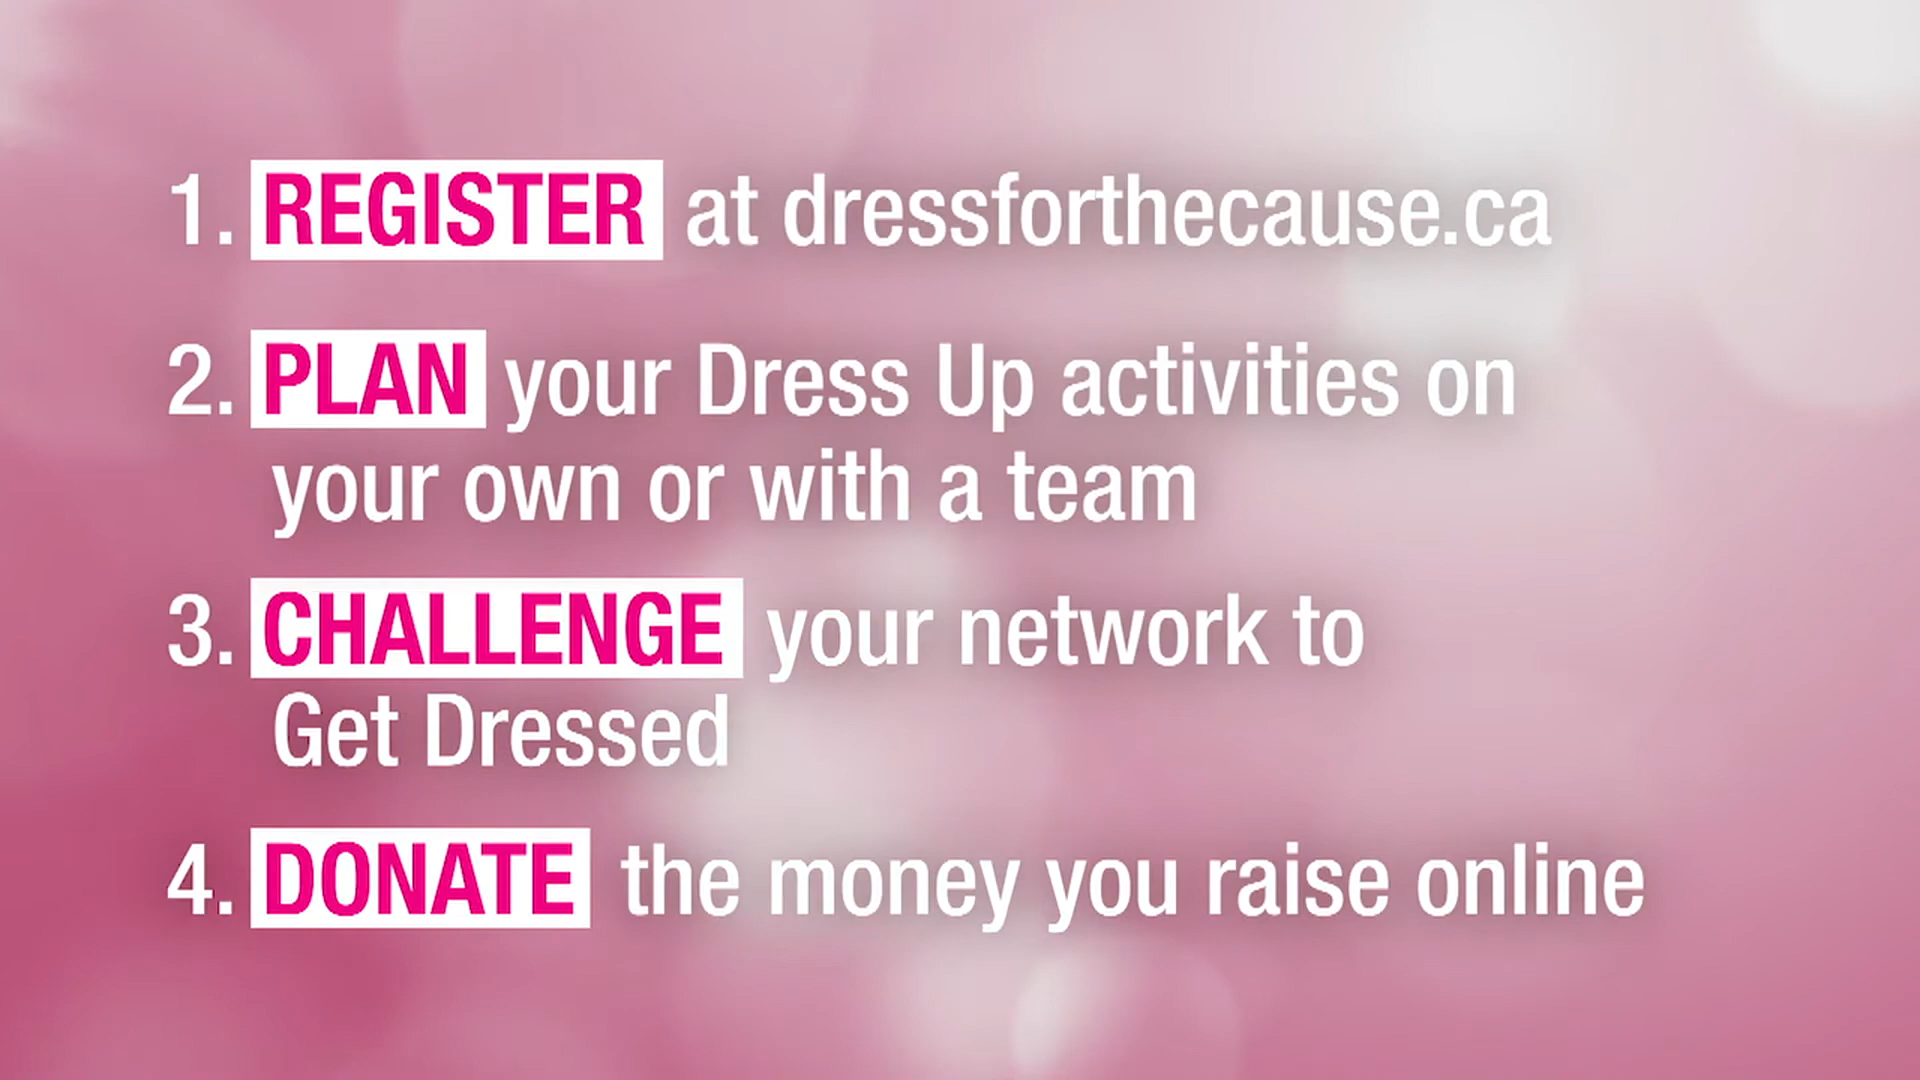 1. REGISTER at dressforthecause.ca
2. PLAN your Dress Up activities on
your own or with a team
3. CHALLENGE your network to
Get Dressed
4. DONATE the money you raise online